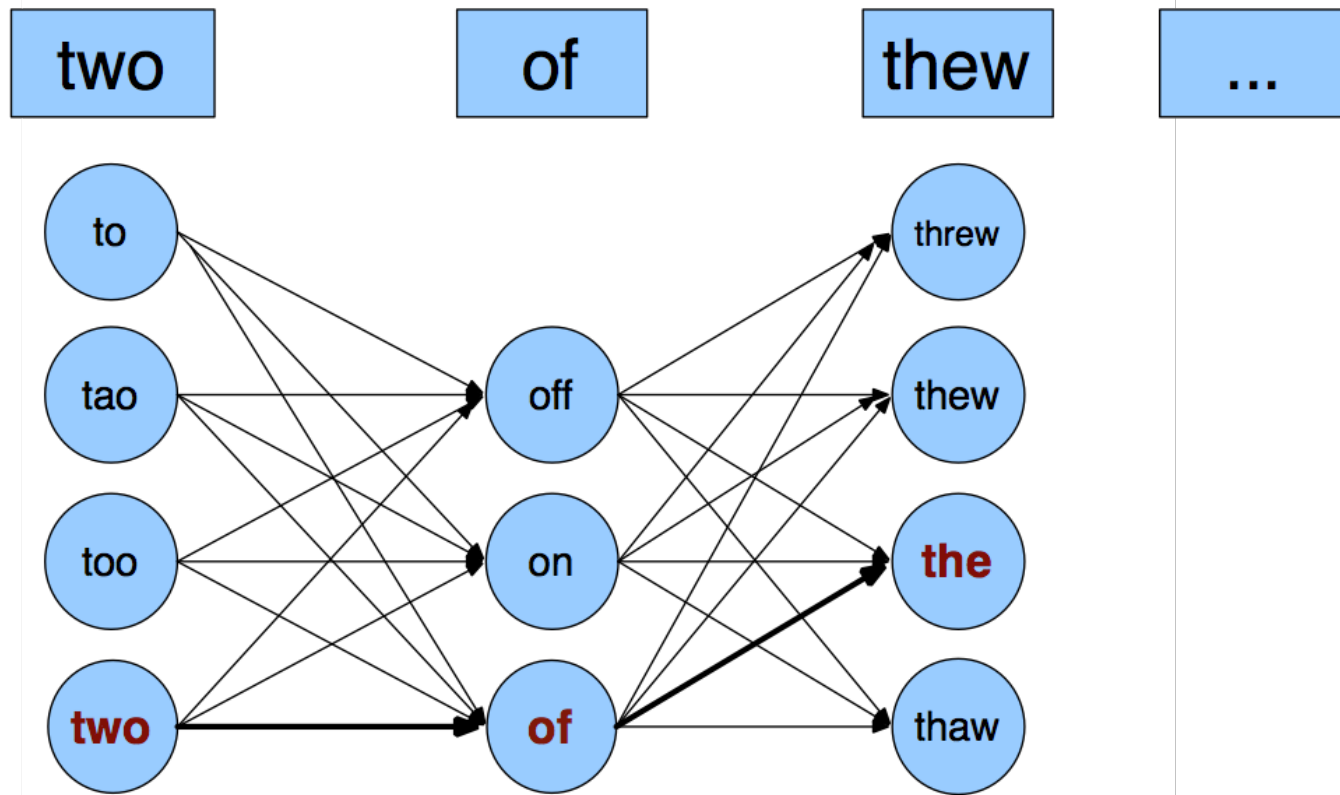 two of thew ...
to threw
tao off thew
too on the
two of thaw